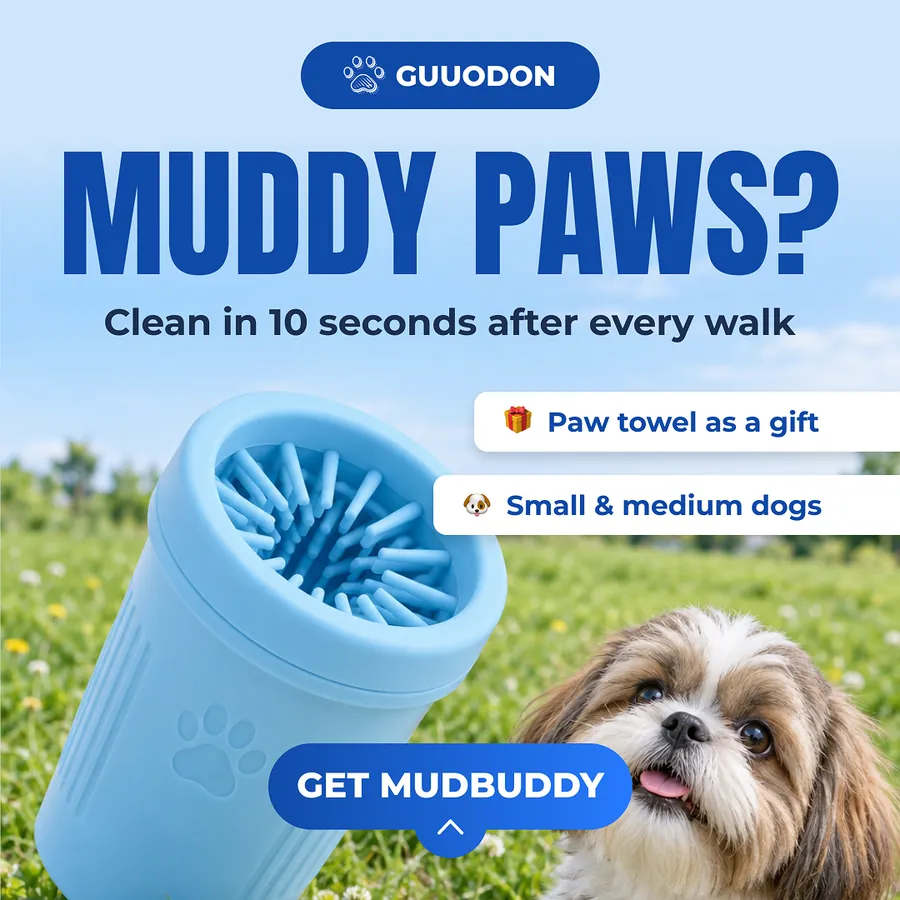 GUUODON
MUDDY PAWS?
Clean in 10 seconds after every walk
Paw towel as a gift
Small & medium dogs
GET MUDBUDDY